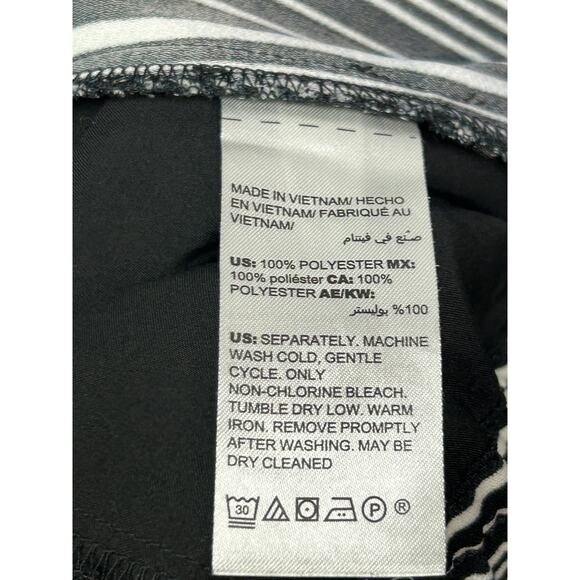 MADE IN VIETNAM/ HECHO
EN VIETNAM/ FABRIQUÉ AU
VIETNAM/
صنع في فيتنام
US: 100% POLYESTER MX:
100% poliéster CA: 100%
POLYESTER AE/KW:
100% بوليستر
US: SEPARATELY. MACHINE
WASH COLD, GENTLE
CYCLE. ONLY
NON-CHLORINE BLEACH.
TUMBLE DRY LOW. WARM
IRON. REMOVE PROMPTLY
AFTER WASHING. MAY BE
DRY CLEANED
30 P ®